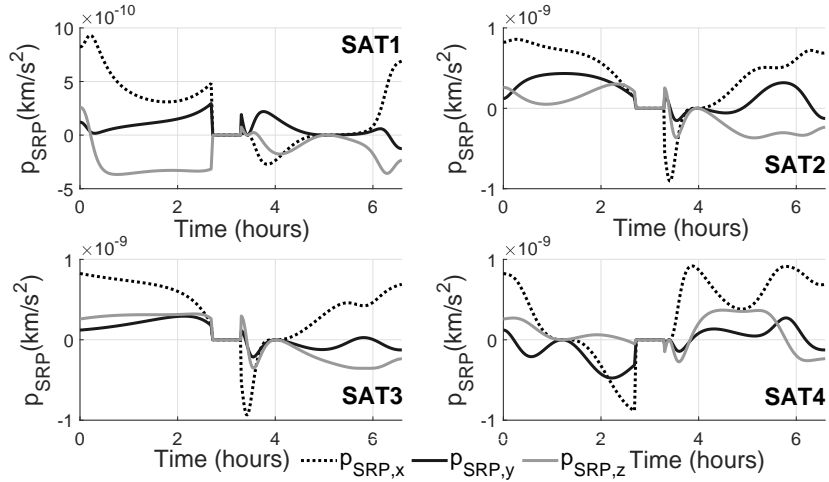 ×10⁻¹⁰
10
5
0
-5
p_SRP(km/s²)
SAT1
0 2 4 6
Time (hours)
×10⁻⁹
1
0
-1
p_SRP(km/s²)
SAT2
0 2 4 6
Time (hours)
×10⁻⁹
1
0
-1
p_SRP(km/s²)
SAT3
0 2 4 6
Time (hours)
×10⁻⁹
1
0
-1
p_SRP(km/s²)
SAT4
0 2 4 6
Time (hours)
p_SRP,x p_SRP,y p_SRP,z